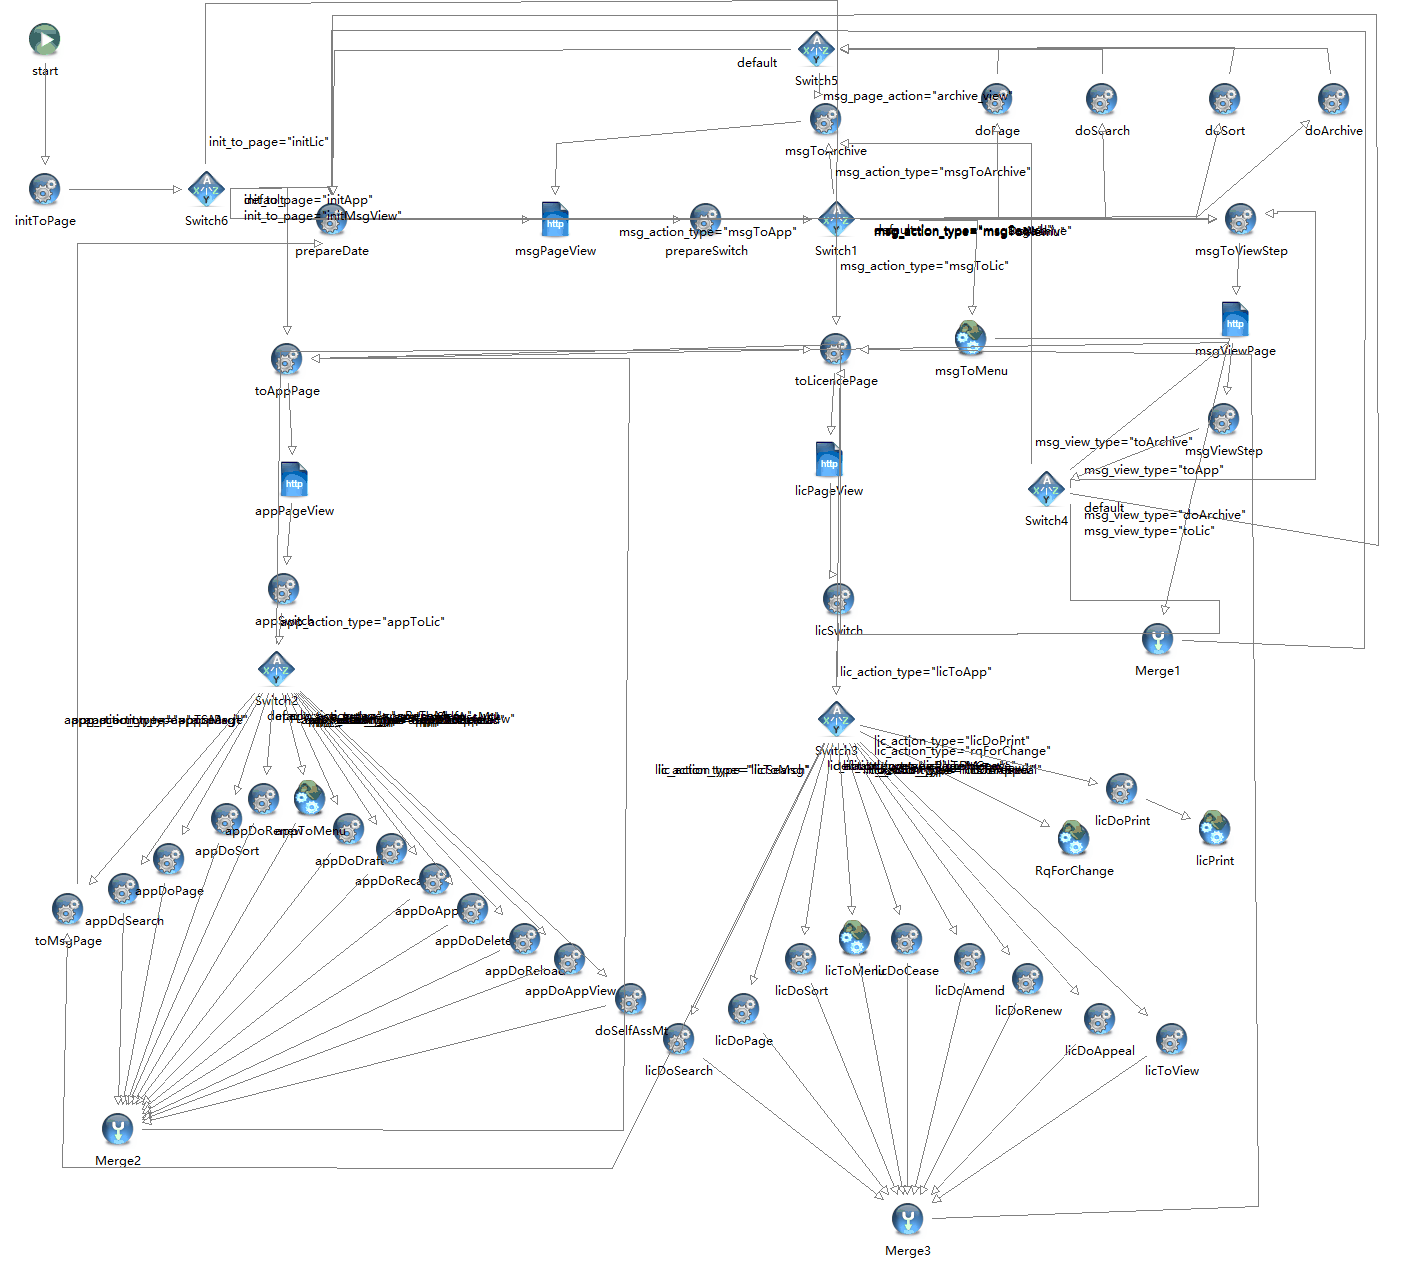 start
default
Switch5
msg_page_action="archive_view"
doPage
doSearch
doSort
doArchive
init_to_page="initLic"
msgToArchive
msg_action_type="msgToArchive"
initToPage
Switch6
init_to_page="initApp"
init_to_page="initMsgView"
prepareDate
msgPageView
msg_action_type="msgToApp"
prepareSwitch
Switch1
msgToViewStep
msg_action_type="msgToLic"
toAppPage
toLicencePage
msgToMenu
msgViewPage
msg_view_type="toArchive"
msgViewStep
msg_view_type="toApp"
appPageView
licPageView
Switch4
default
msg_view_type="doArchive"
msg_view_type="toLic"
appSwitch
app_action_type="appToLic"
licSwitch
lic_action_type="licToApp"
Merge1
Switch2
Switch3
lic_action_type="licDoPrint"
lic_action_type="rqForChange"
licDoPrint
licPrint
RqForChange
appDoRenew
appToMenu
appDoSort
appDoDraft
appDoPage
appDoSearch
toMsgPage
appDoDelete
appDoReload
appDoAppView
doSelfAssMt
licDoSort
licToMenu
licDoCease
licDoAmend
licDoRenew
licDoPage
licDoAppeal
licDoSearch
licToView
Merge2
Merge3